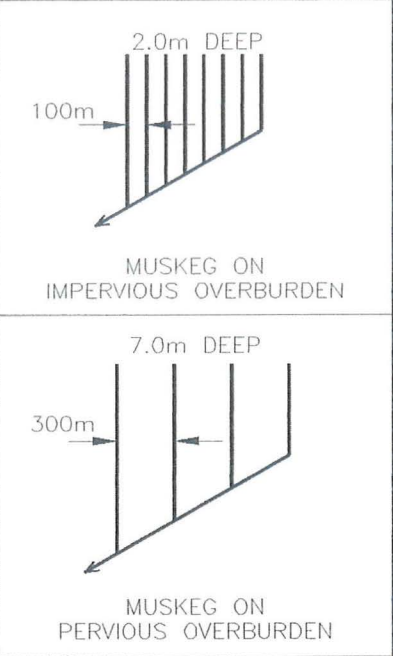 2.0m DEEP
100m
MUSKEG ON
IMPERVIOUS OVERBURDEN
7.0m DEEP
300m
MUSKEG ON
PERVIOUS OVERBURDEN